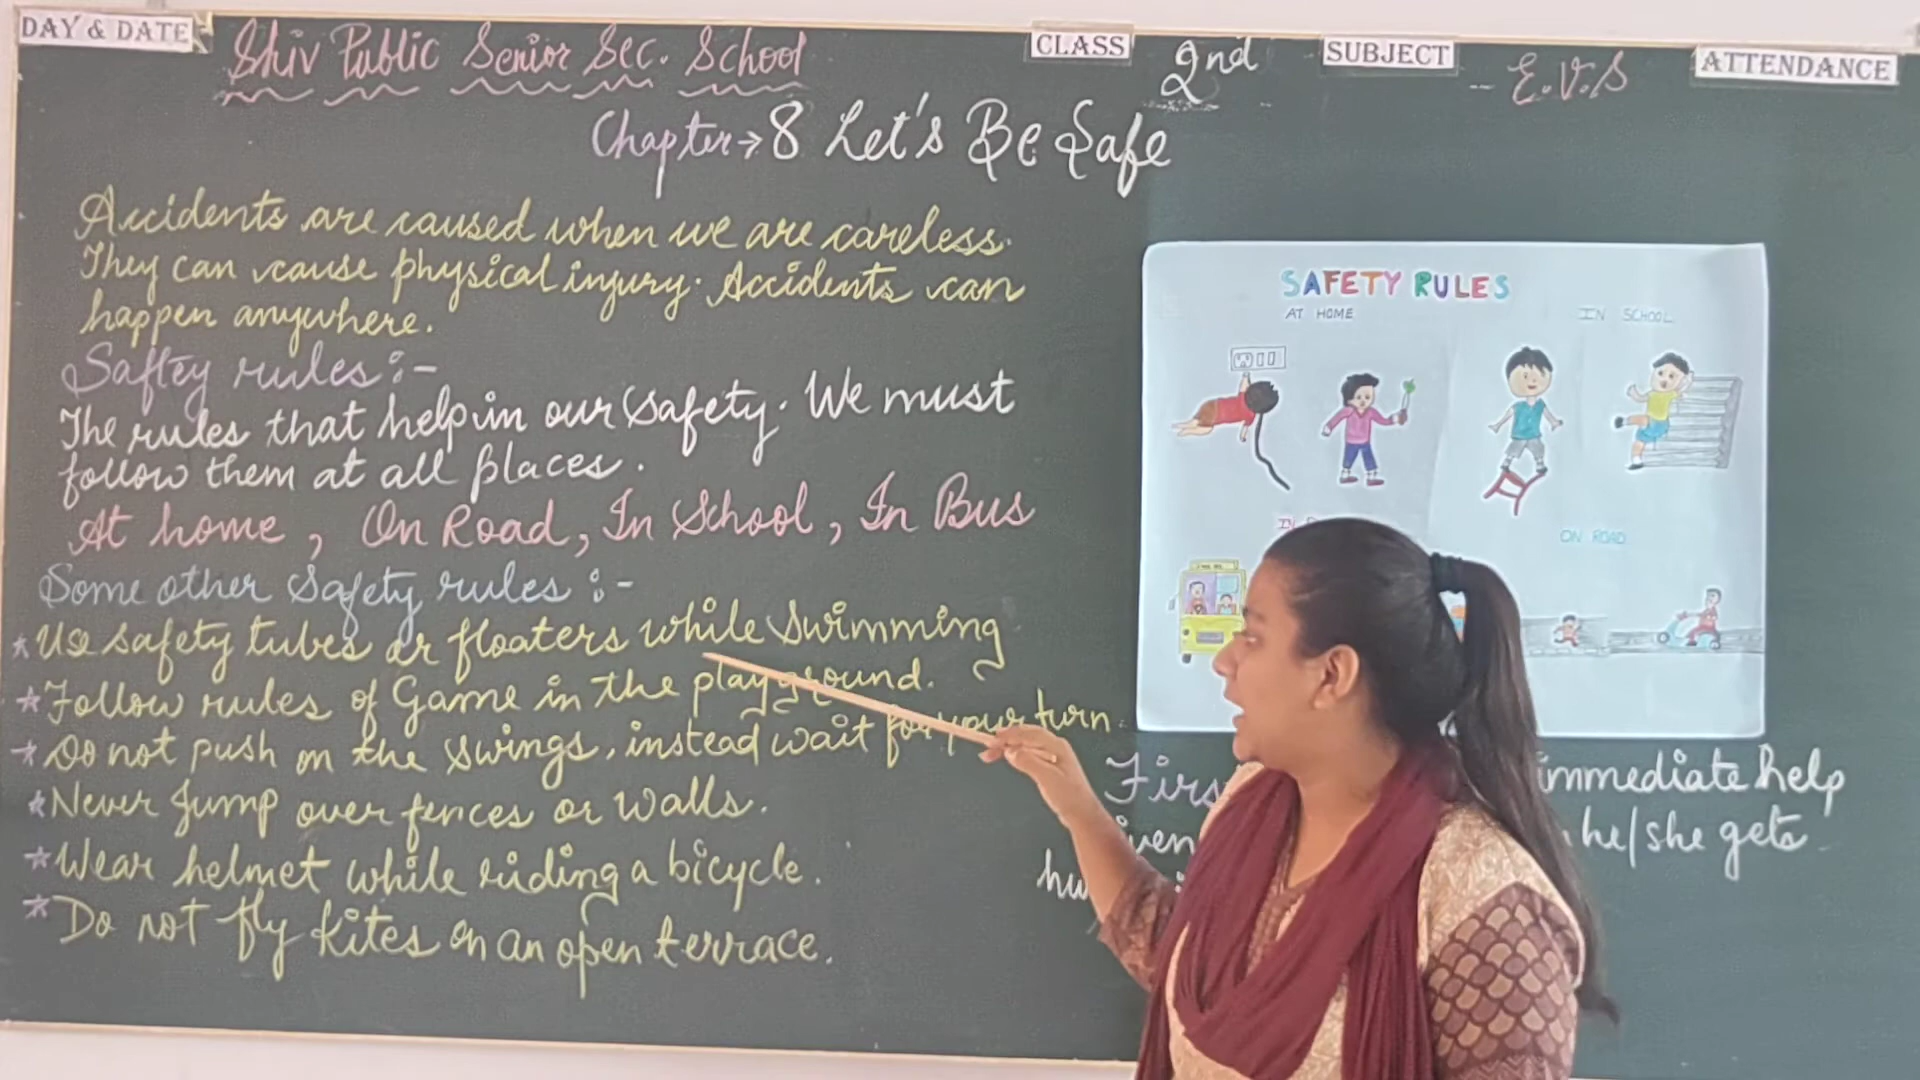 DAY & DATE
Shiv Public Senior Sec. School
CLASS
2nd
SUBJECT
- E.V.S
ATTENDANCE
Chapter → 8 Let's Be Safe
Accidents are caused when we are careless.
They can cause physical injury. Accidents can
happen anywhere.
Saftey rules :-
The rules that help in our safety. We must
follow them at all places.
At home, On Road, In School, In Bus
Some other Safety rules :-
* Use safety tubes or floaters while swimming
* Follow rules of Game in the playground.
* Do not push on the swings, instead wait for your turn.
* Never Jump over fences or walls.
* Wear helmet while riding a bicycle.
* Do not fly kites on an open terrace.
SAFETY RULES
AT HOME
IN SCHOOL
ON ROAD
immediate help
he/she gets